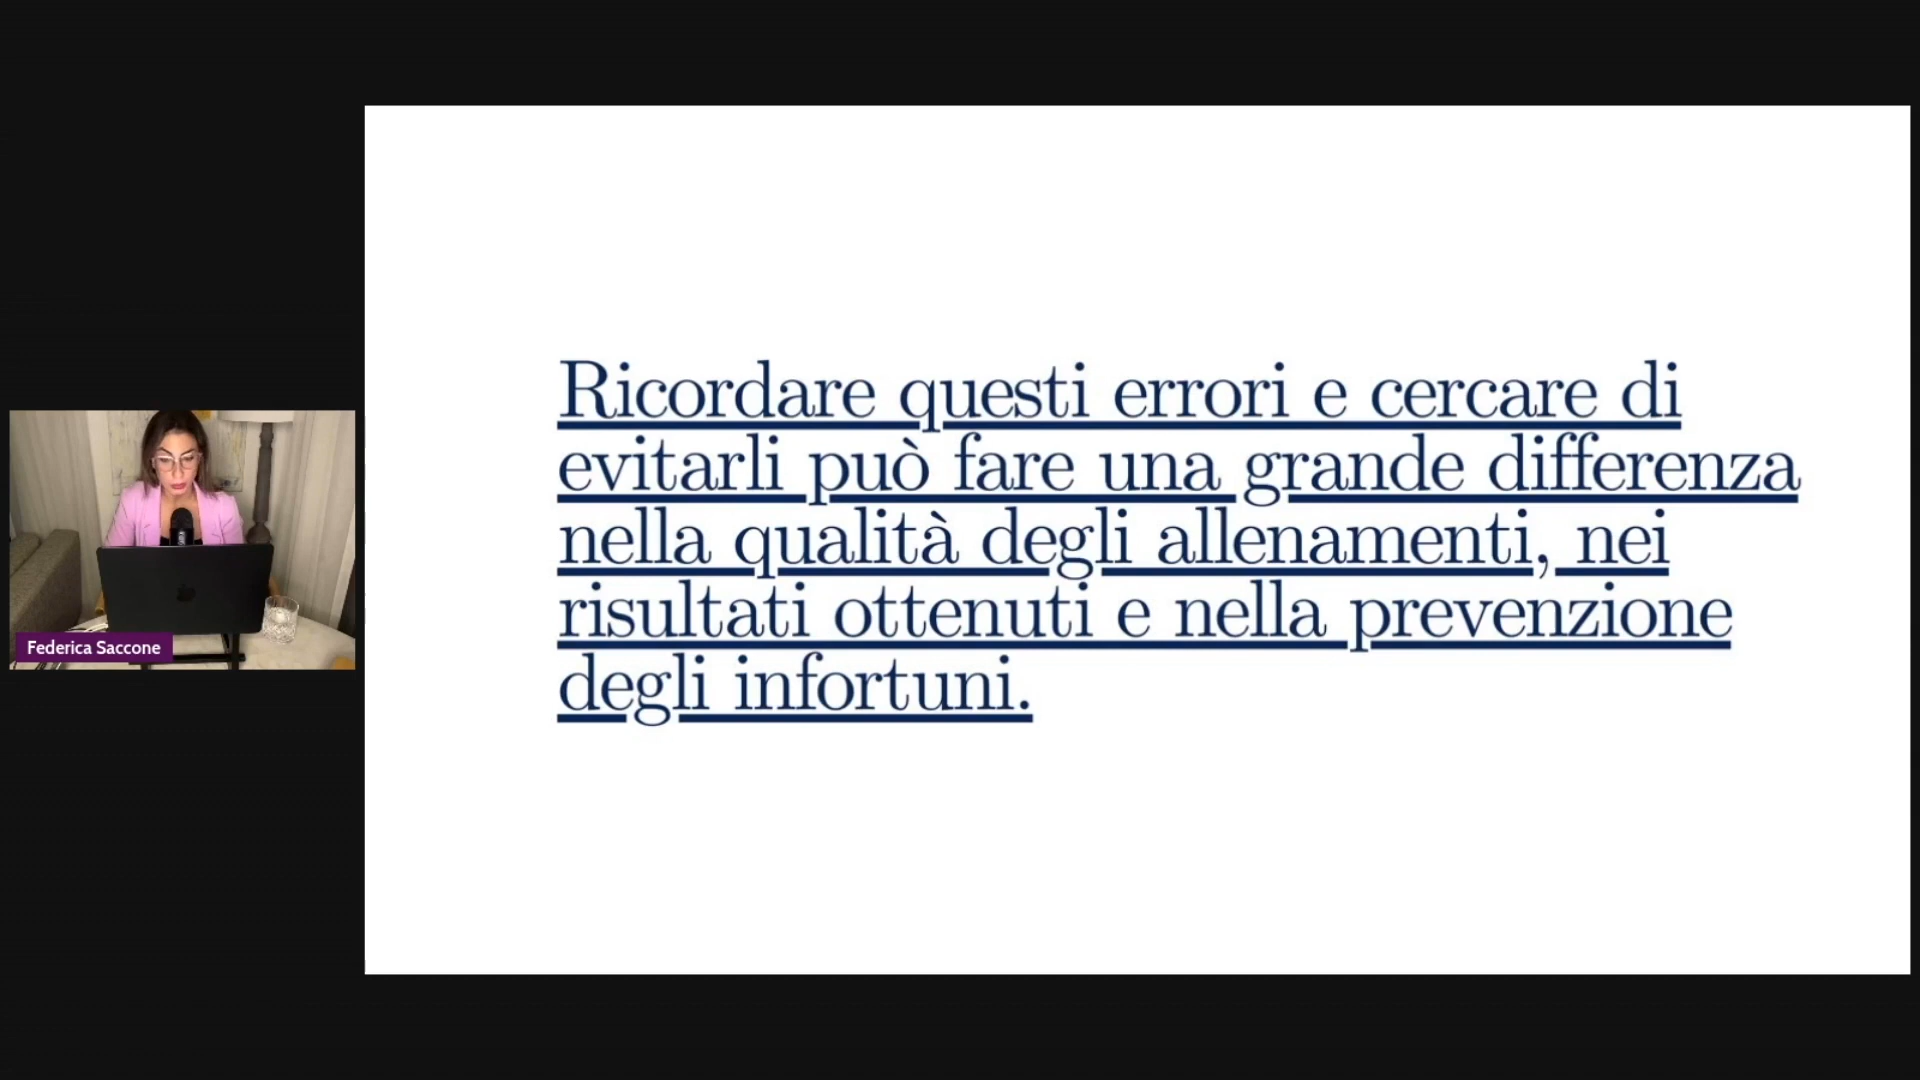 Ricordare questi errori e cercare di
evitarli può fare una grande differenza
nella qualità degli allenamenti, nei
risultati ottenuti e nella prevenzione
degli infortuni.
Federica Saccone